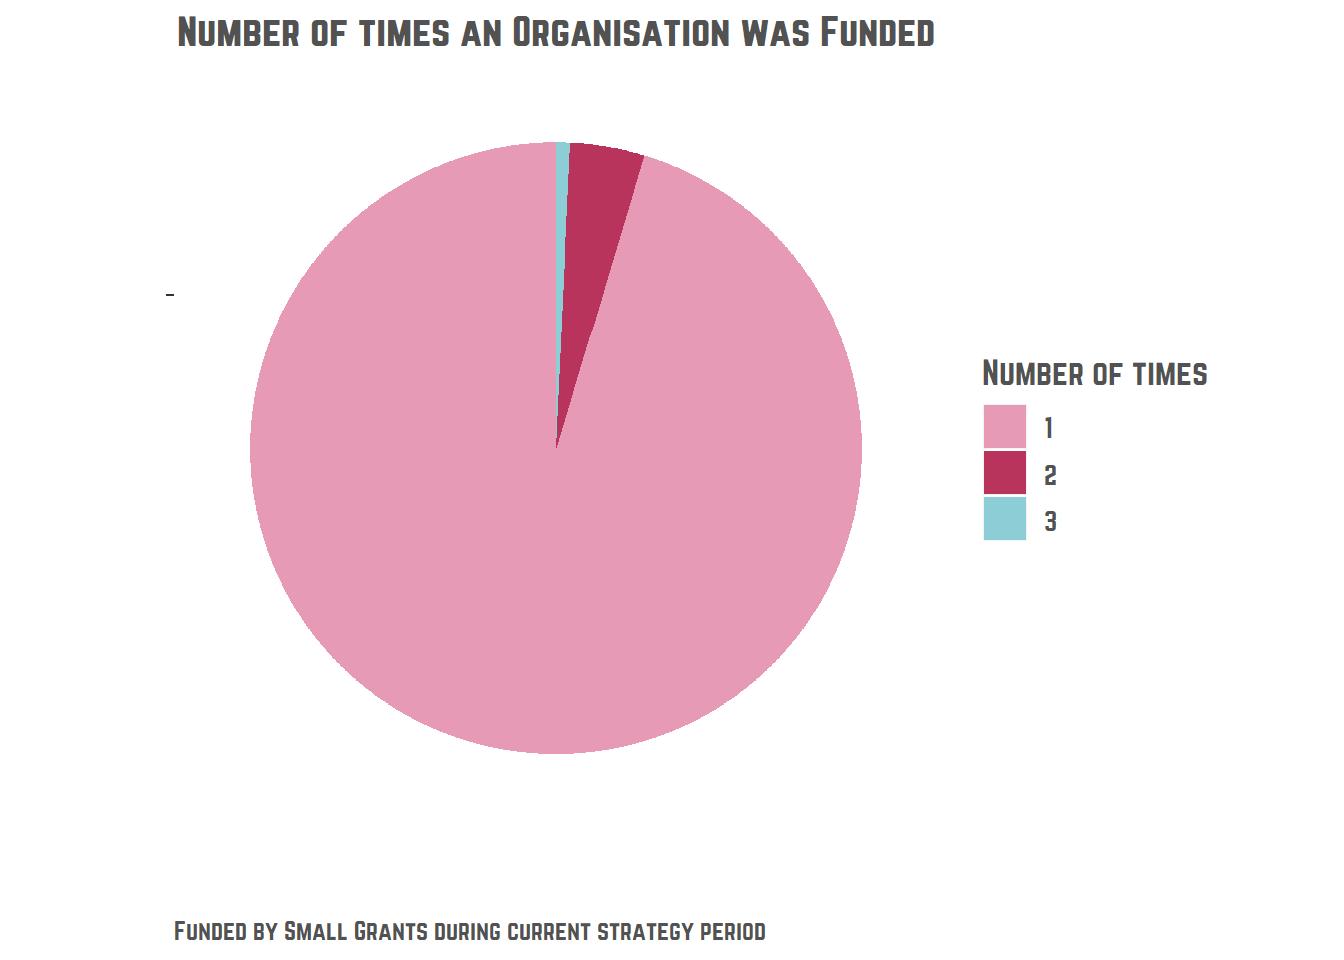 Number of times an Organisation was Funded
Number of times
1
2
3
Funded by Small Grants during current strategy period